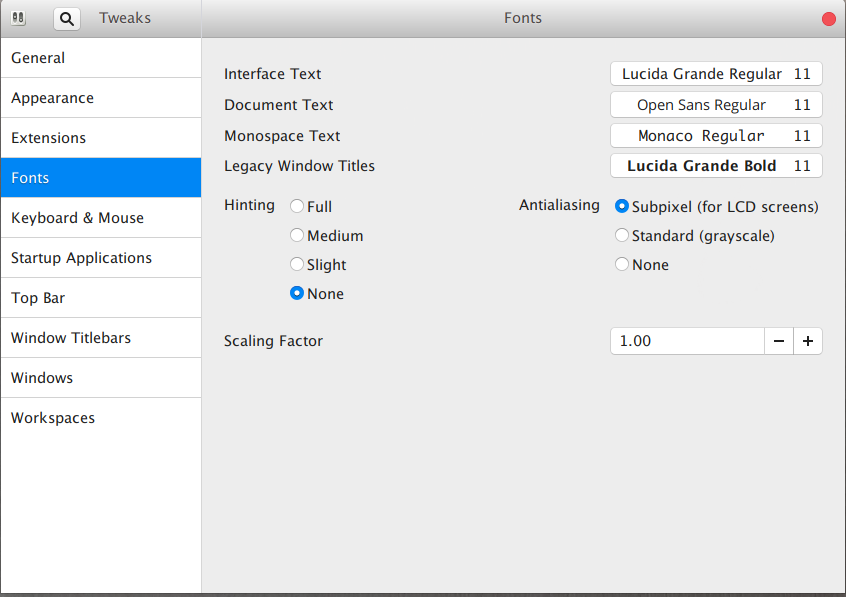 Tweaks
Fonts
General
Appearance
Extensions
Fonts
Keyboard & Mouse
Startup Applications
Top Bar
Window Titlebars
Windows
Workspaces
Interface Text Lucida Grande Regular 11
Document Text Open Sans Regular 11
Monospace Text Monaco Regular 11
Legacy Window Titles Lucida Grande Bold 11
Hinting
Full
Medium
Slight
None
Antialiasing
Subpixel (for LCD screens)
Standard (grayscale)
None
Scaling Factor 1.00 − +